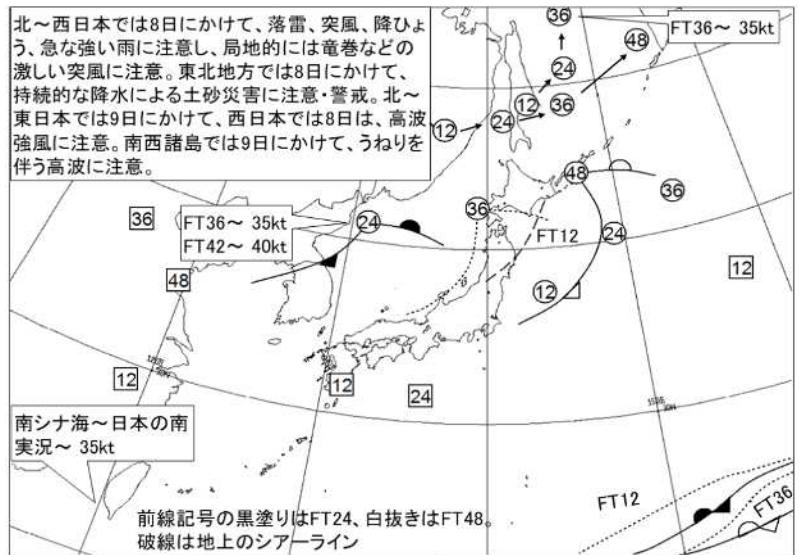 北～西日本では8日にかけて、落雷、突風、降ひょ
う、急な強い雨に注意し、局地的には竜巻などの
激しい突風に注意。東北地方では8日にかけて、
持続的な降水による土砂災害に注意・警戒。北～
東日本では9日にかけて、西日本では8日は、高波
強風に注意。南西諸島では9日にかけて、うねりを
伴う高波に注意。
36
FT36～ 35kt
48
24
12
36
12
24
48
36
36
FT36～ 35kt
FT42～ 40kt
24
36
FT12
24
48
12
12
12
12
24
南シナ海～日本の南
実況～ 35kt
FT12
FT36
前線記号の黒塗りはFT24、白抜きはFT48。
破線は地上のシアーライン